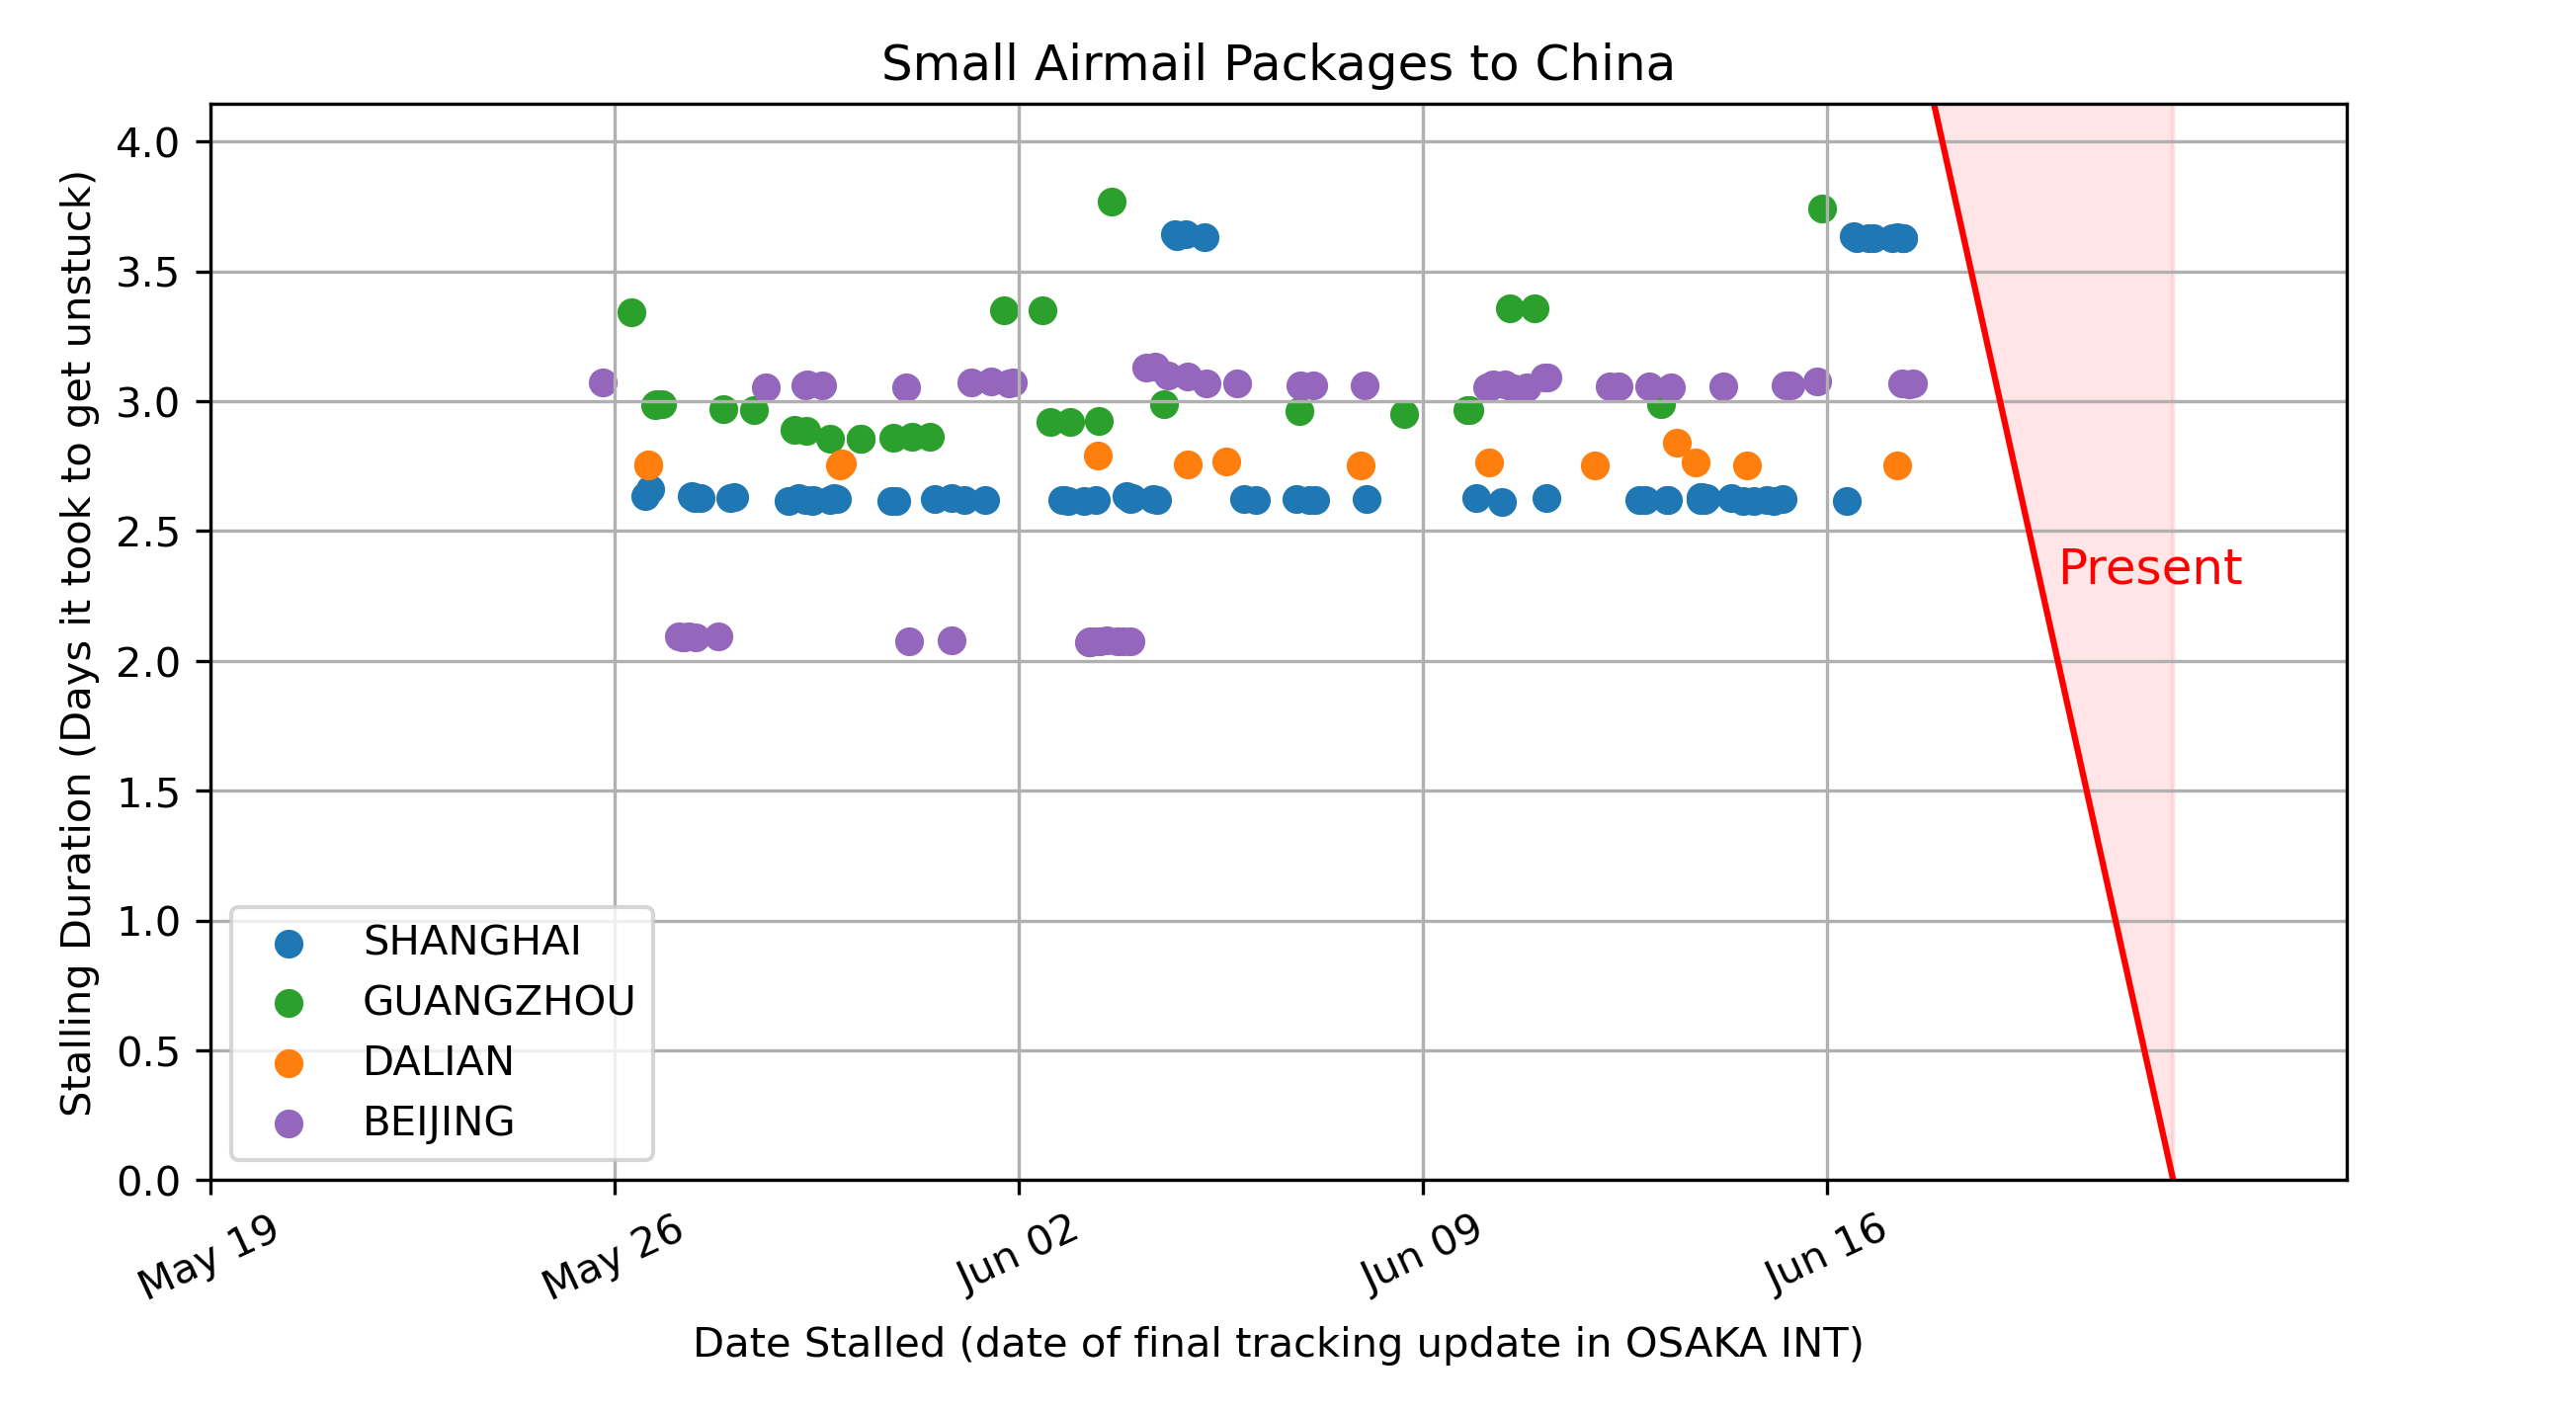 Small Airmail Packages to China
Stalling Duration (Days it took to get unstuck)
4.0
3.5
3.0
2.5
2.0
1.5
1.0
0.5
0.0
Present
SHANGHAI
GUANGZHOU
DALIAN
BEIJING
May 19
May 26
Jun 02
Jun 09
Jun 16
Date Stalled (date of final tracking update in OSAKA INT)